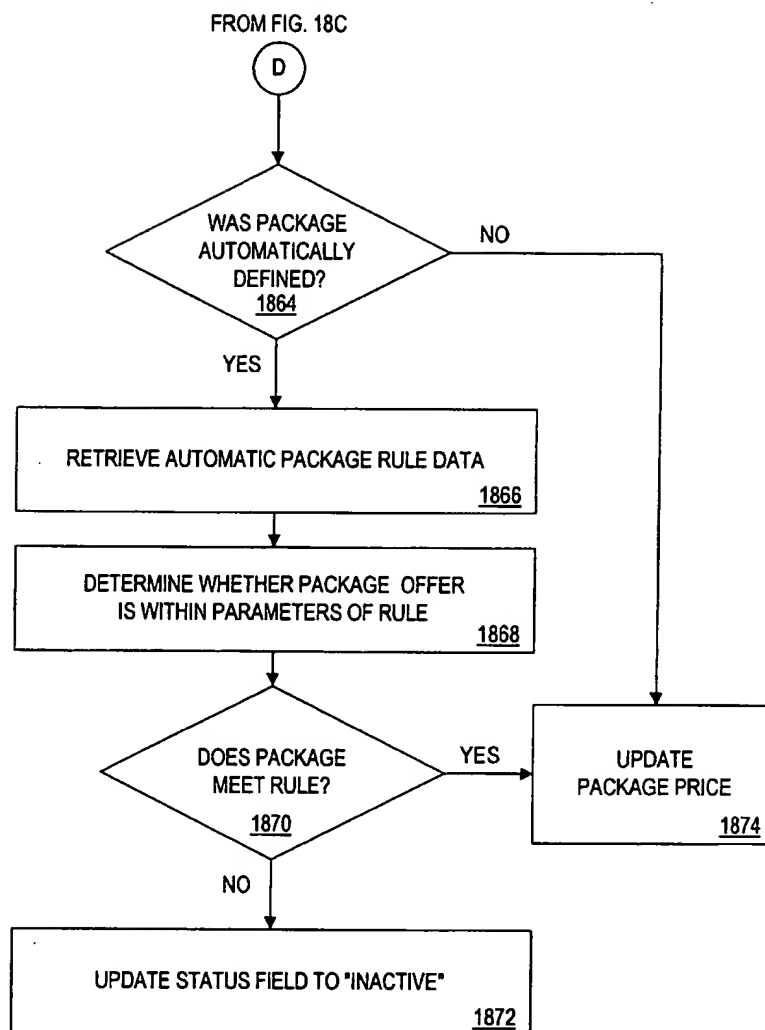 FROM FIG. 18C
D
WAS PACKAGE
AUTOMATICALLY
DEFINED?
1864
NO
YES
RETRIEVE AUTOMATIC PACKAGE RULE DATA
1866
DETERMINE WHETHER PACKAGE OFFER
IS WITHIN PARAMETERS OF RULE
1868
DOES PACKAGE
MEET RULE?
1870
YES
UPDATE
PACKAGE PRICE
1874
NO
UPDATE STATUS FIELD TO "INACTIVE"
1872